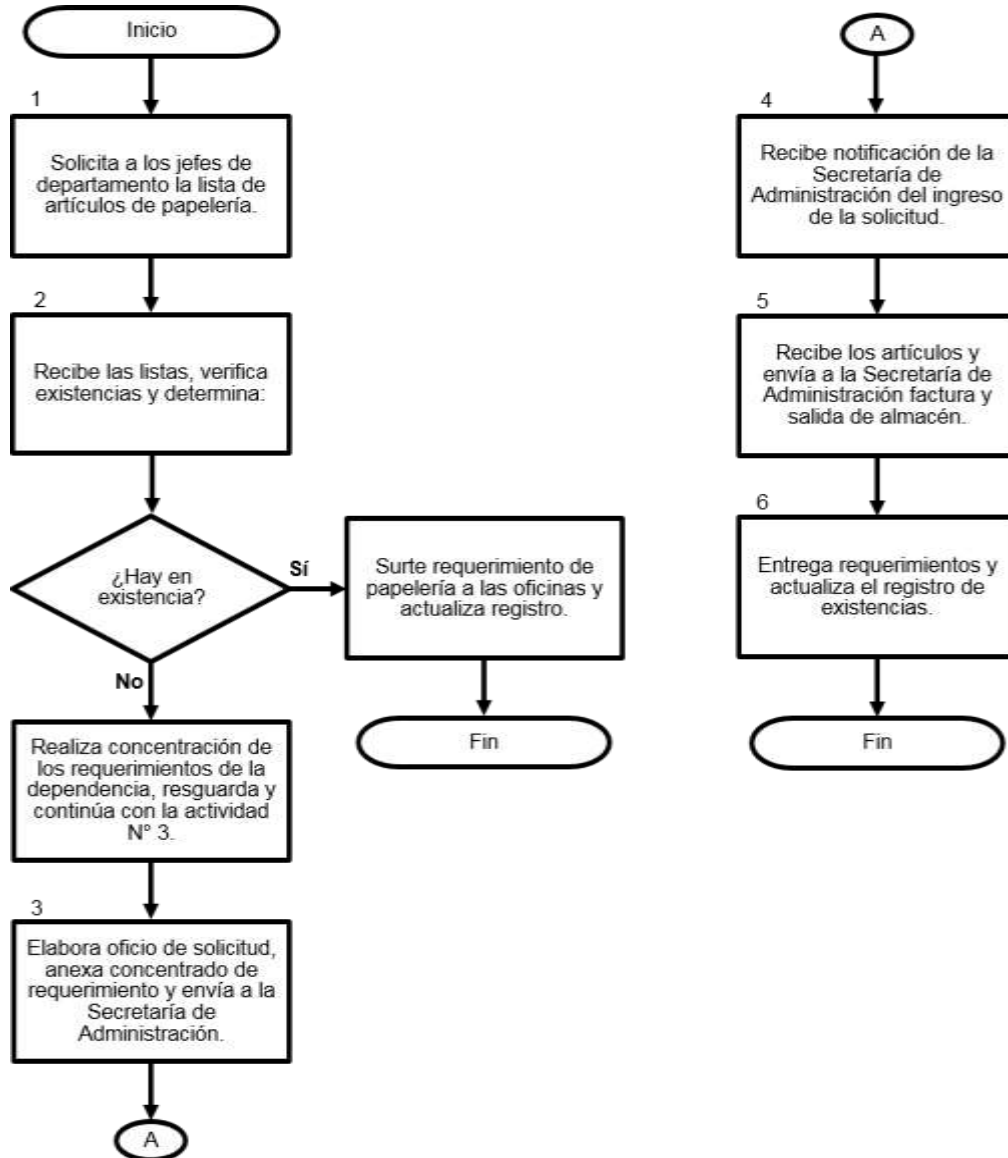 Inicio
1
Solicita a los jefes de
departamento la lista de
artículos de papelería.
2
Recibe las listas, verifica
existencias y determina:
¿Hay en
existencia?
Sí
Surte requerimiento de
papelería a las oficinas y
actualiza registro.
Fin
No
Realiza concentración de
los requerimientos de la
dependencia, resguarda y
continúa con la actividad
N° 3.
3
Elabora oficio de solicitud,
anexa concentrado de
requerimiento y envía a la
Secretaría de
Administración.
A
A
4
Recibe notificación de la
Secretaría de
Administración del ingreso
de la solicitud.
5
Recibe los artículos y
envía a la Secretaría de
Administración factura y
salida de almacén.
6
Entrega requerimientos y
actualiza el registro de
existencias.
Fin